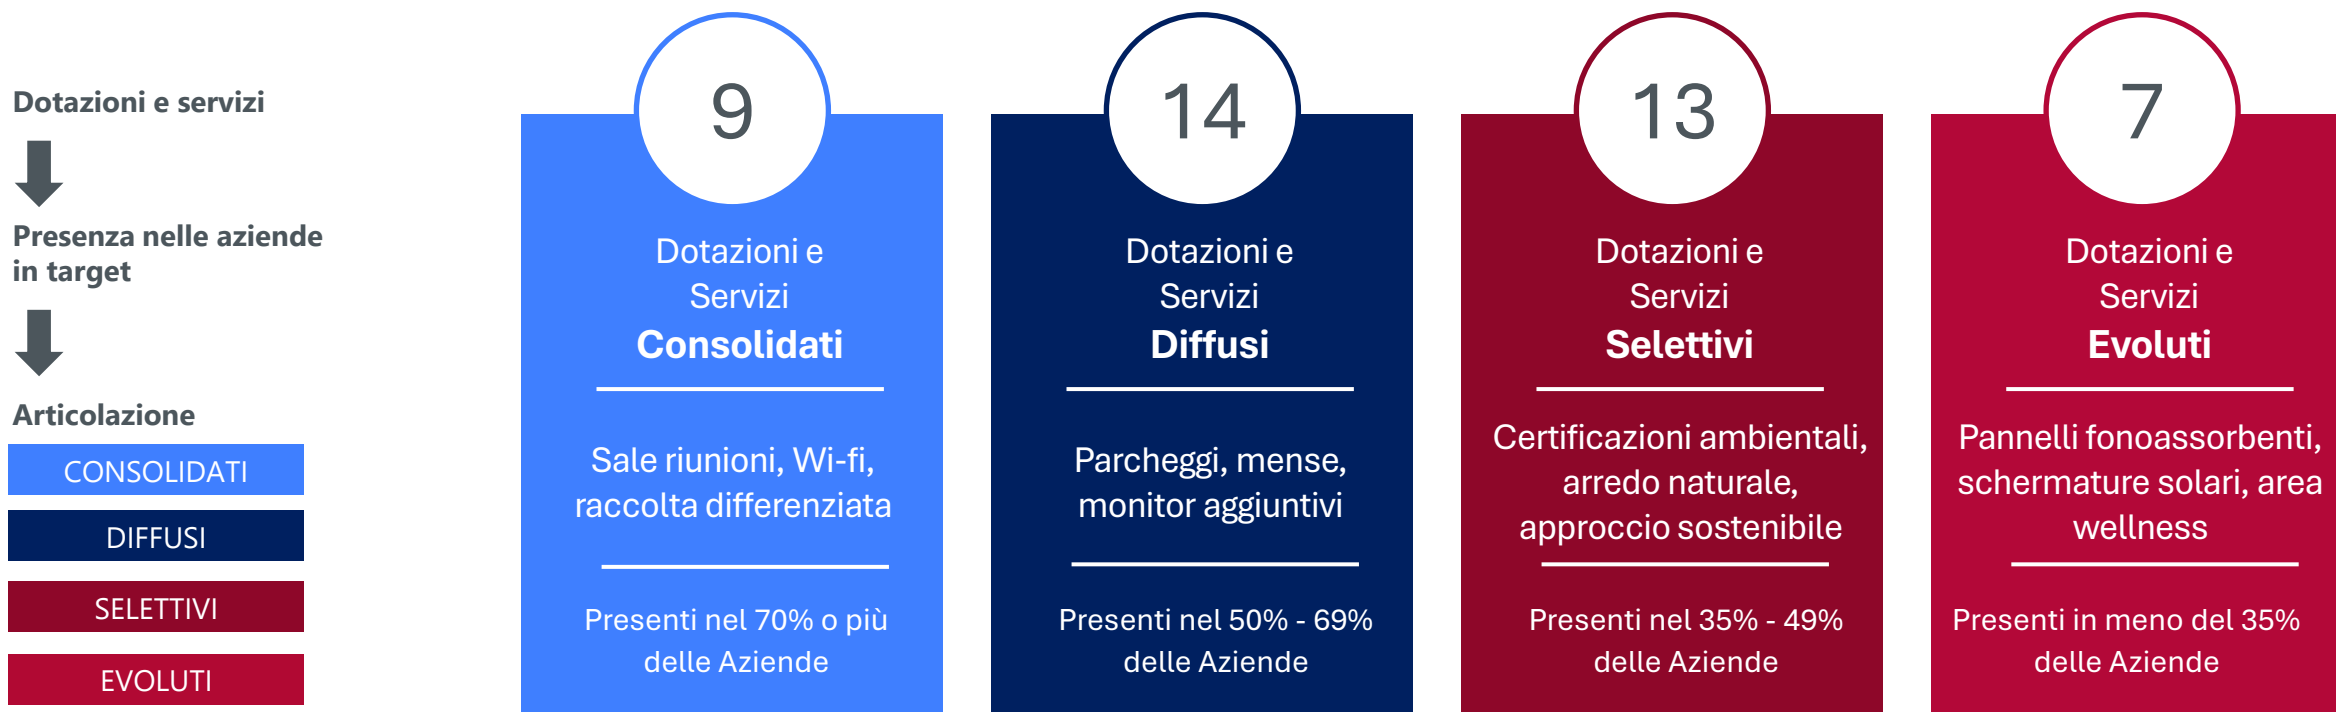 Dotazioni e servizi
Presenza nelle aziende
in target
Articolazione
CONSOLIDATI
DIFFUSI
SELETTIVI
EVOLUTI
9
Dotazioni e
Servizi
Consolidati
Sale riunioni, Wi-fi,
raccolta differenziata
Presenti nel 70% o più
delle Aziende
14
Dotazioni e
Servizi
Diffusi
Parcheggi, mense,
monitor aggiuntivi
Presenti nel 50% - 69%
delle Aziende
13
Dotazioni e
Servizi
Selettivi
Certificazioni ambientali,
arredo naturale,
approccio sostenibile
Presenti nel 35% - 49%
delle Aziende
7
Dotazioni e
Servizi
Evoluti
Pannelli fonoassorbenti,
schermature solari, area
wellness
Presenti in meno del 35%
delle Aziende